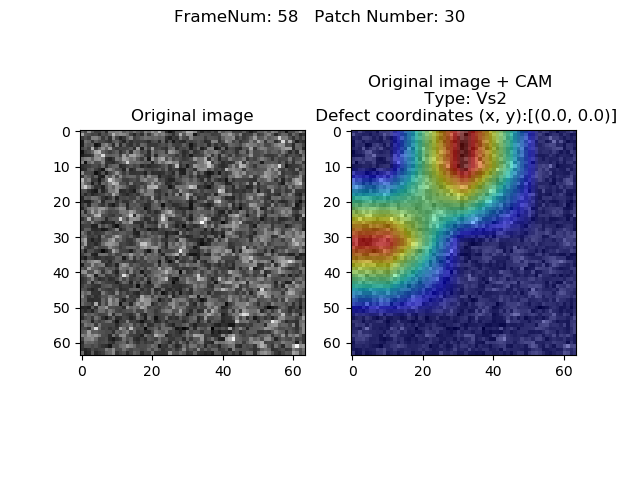 FrameNum: 58   Patch Number: 30
Original image
Original image + CAM
Type: Vs2
Defect coordinates (x, y):[(0.0, 0.0)]
0
10
20
30
40
50
60
0 20 40 60
0
10
20
30
40
50
60
0 20 40 60